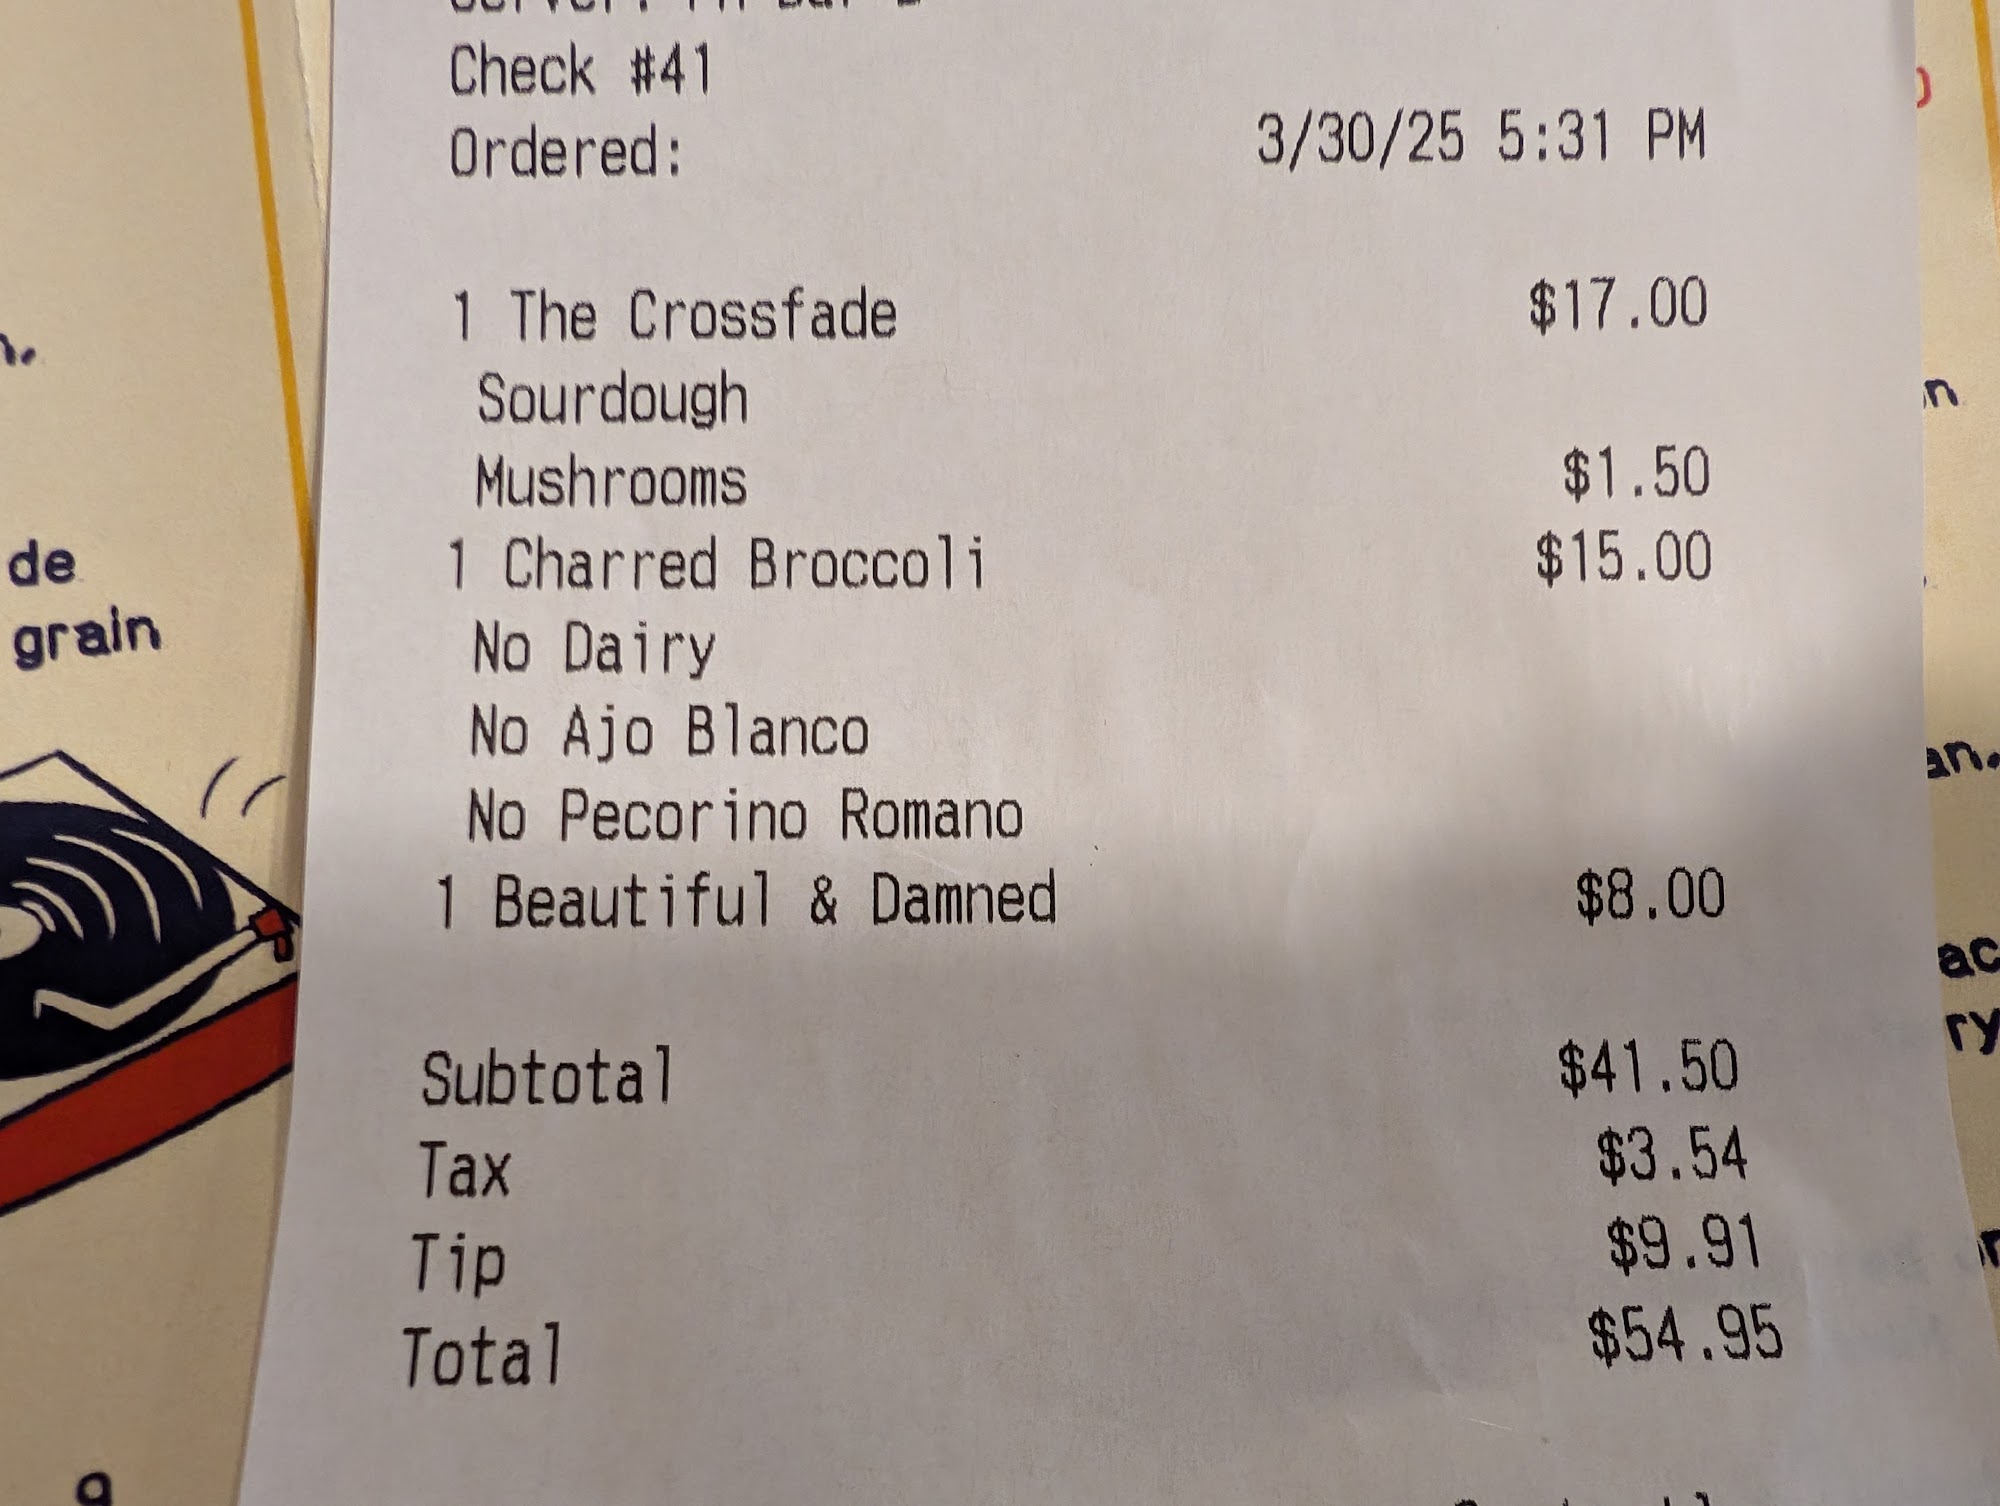 Check #41
Ordered: 3/30/25 5:31 PM
1 The Crossfade $17.00
Sourdough
Mushrooms $1.50
1 Charred Broccoli $15.00
No Dairy
No Ajo Blanco
No Pecorino Romano
1 Beautiful & Damned $8.00
Subtotal $41.50
Tax $3.54
Tip $9.91
Total $54.95
de
grain